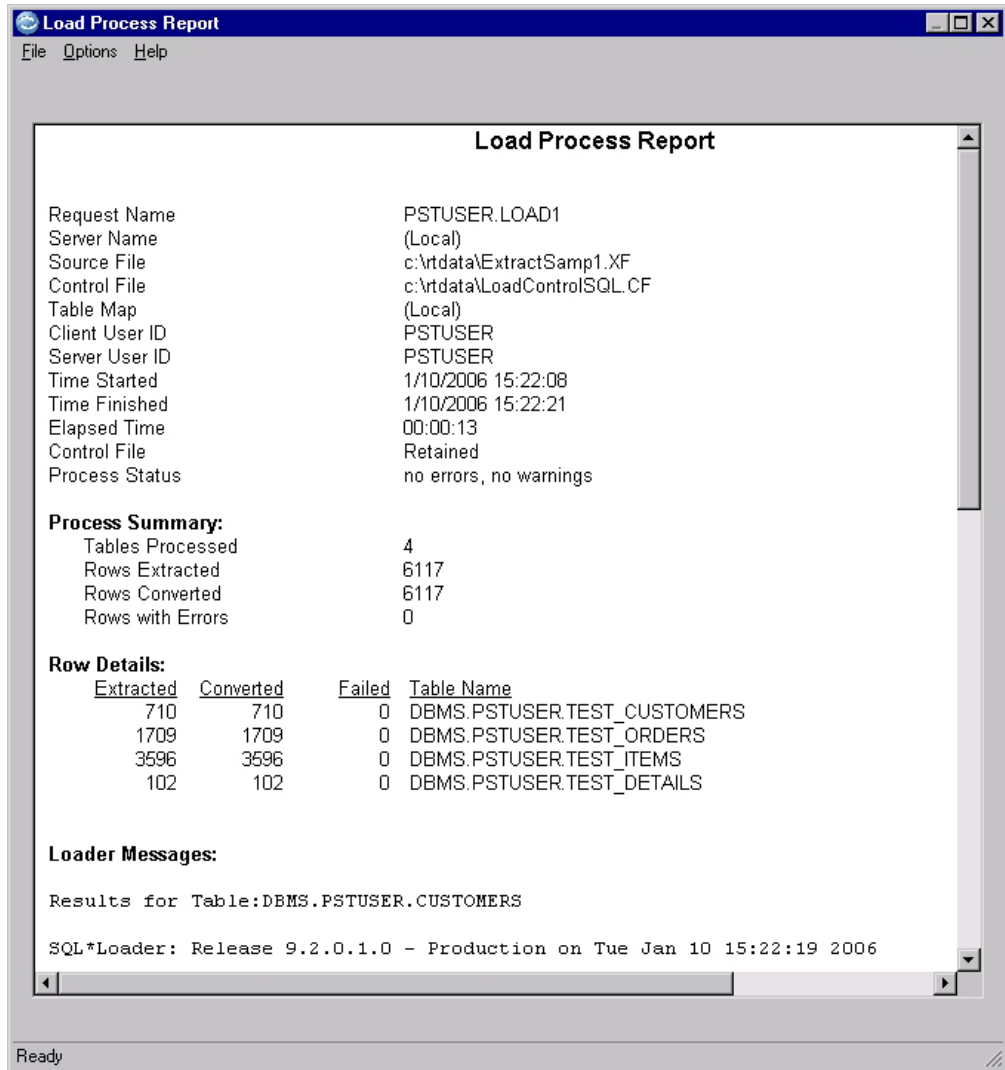 Load Process Report
File Options Help
Load Process Report
Request Name PSTUSER.LOAD1
Server Name (Local)
Source File c:\rtdata\ExtractSamp1.XF
Control File c:\rtdata\LoadControlSQL.CF
Table Map (Local)
Client User ID PSTUSER
Server User ID PSTUSER
Time Started 1/10/2006 15:22:08
Time Finished 1/10/2006 15:22:21
Elapsed Time 00:00:13
Control File Retained
Process Status no errors, no warnings
Process Summary:
Tables Processed 4
Rows Extracted 6117
Rows Converted 6117
Rows with Errors 0
Row Details:
Extracted Converted Failed Table Name
710 710 0 DBMS.PSTUSER.TEST_CUSTOMERS
1709 1709 0 DBMS.PSTUSER.TEST_ORDERS
3596 3596 0 DBMS.PSTUSER.TEST_ITEMS
102 102 0 DBMS.PSTUSER.TEST_DETAILS
Loader Messages:
Results for Table:DBMS.PSTUSER.CUSTOMERS
SQL*Loader: Release 9.2.0.1.0 - Production on Tue Jan 10 15:22:19 2006
Ready